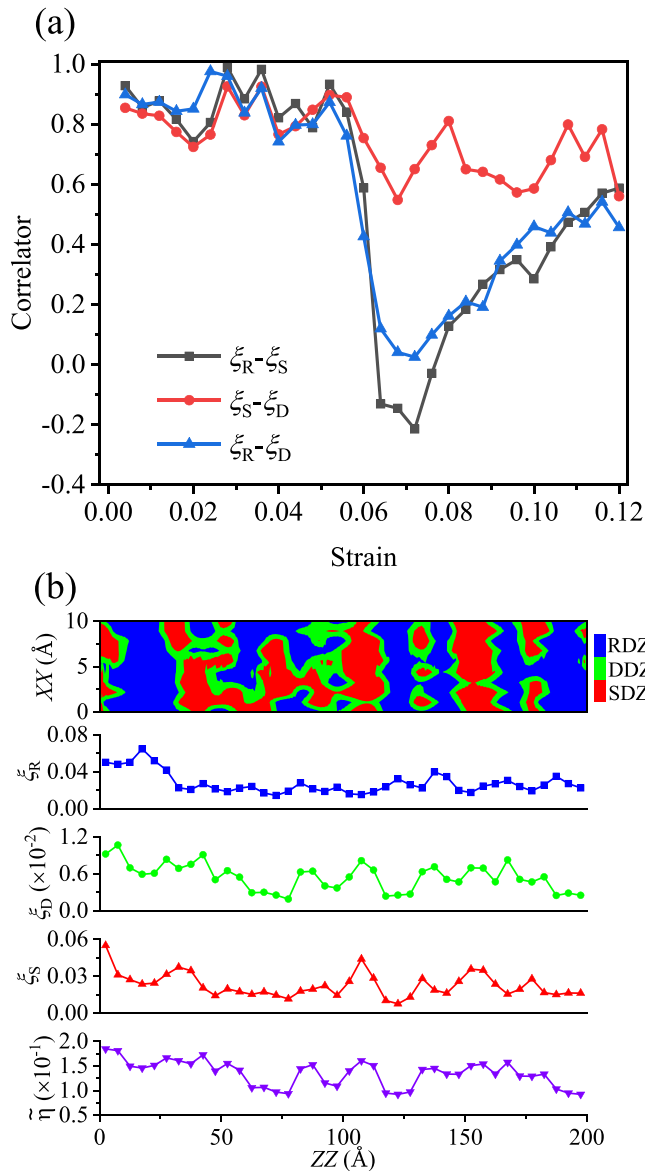 (a)
1.0
0.8
0.6
0.4
0.2
0.0
-0.2
-0.4
Correlator
ξR-ξS
ξS-ξD
ξR-ξD
0.00 0.02 0.04 0.06 0.08 0.10 0.12
Strain
(b)
10
5
0
XX (Å)
RDZ
DDZ
SDZ
0.08
0.04
0.00
ξR
1.2
0.6
0.0
ξD (×10-2)
0.06
0.03
0.00
ξS
2.0
1.5
1.0
0.5
η̃ (×10-1)
0 50 100 150 200
ZZ (Å)